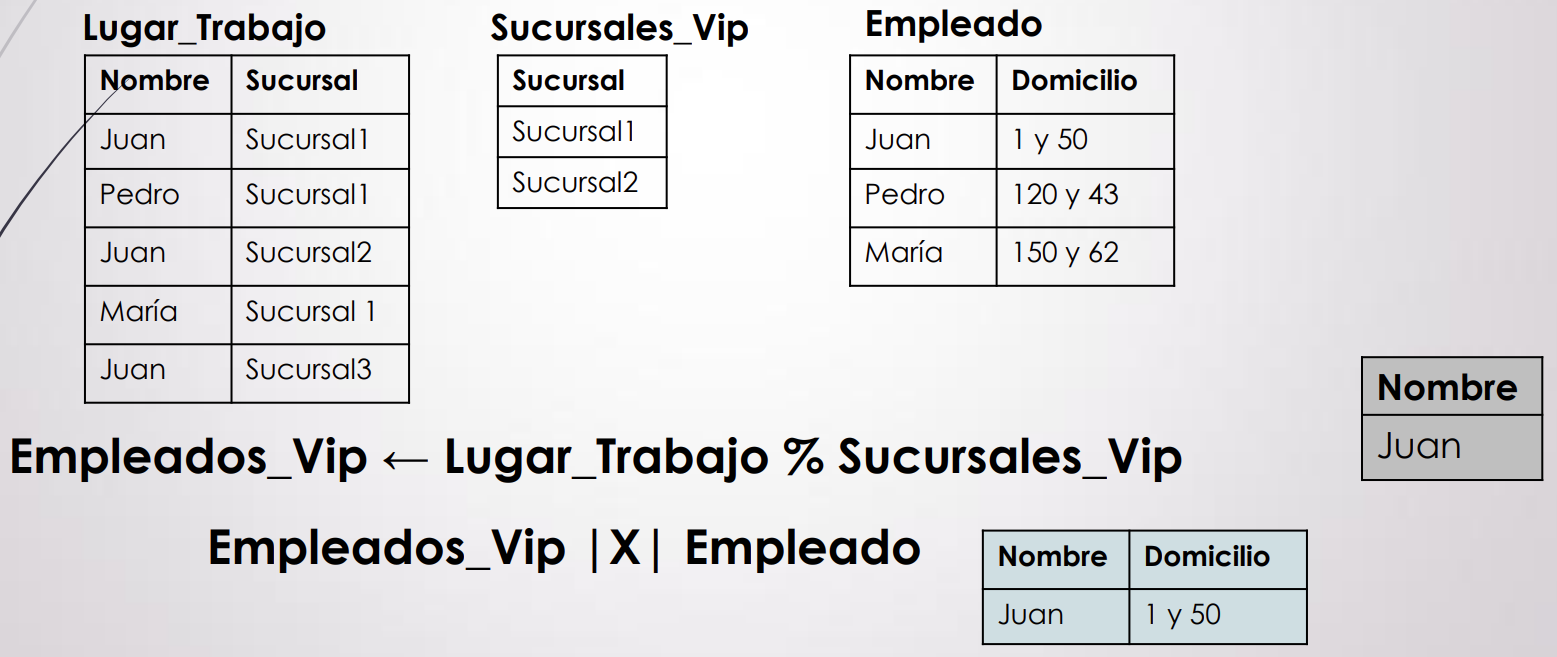 Lugar_Trabajo
Nombre Sucursal
Juan Sucursal1
Pedro Sucursal1
Juan Sucursal2
María Sucursal 1
Juan Sucursal3
Sucursales_Vip
Sucursal
Sucursal1
Sucursal2
Empleado
Nombre Domicilio
Juan 1 y 50
Pedro 120 y 43
María 150 y 62
Empleados_Vip ← Lugar_Trabajo % Sucursales_Vip
Nombre
Juan
Empleados_Vip |X| Empleado
Nombre Domicilio
Juan 1 y 50